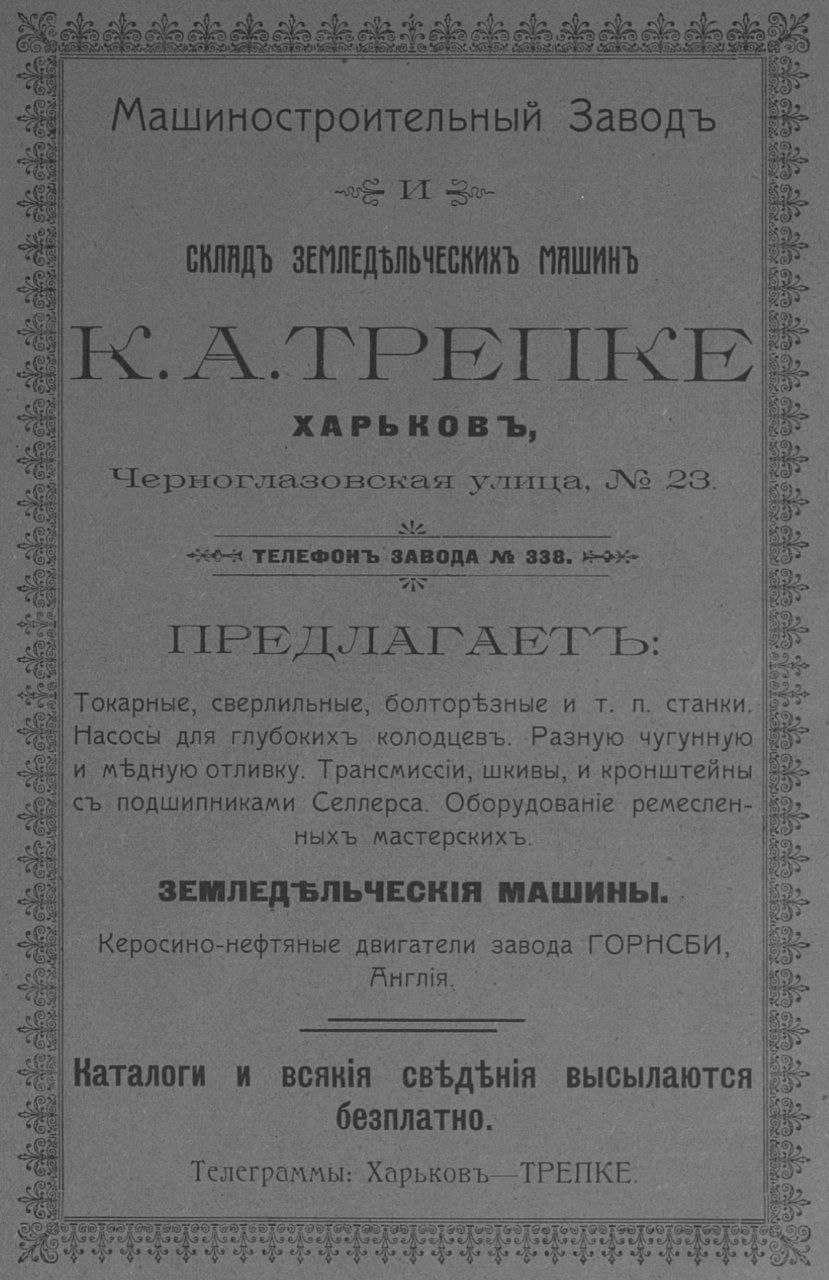 Машиностроительный Заводъ
и
СКЛАДЪ ЗЕМЛЕДѢЛЬЧЕСКИХЪ МАШИНЪ
К. А. ТРЕПКЕ
ХАРЬКОВЪ,
Черноглазовская улица, № 23.
ТЕЛЕФОНЪ ЗАВОДА № 338.
ПРЕДЛАГАЕТЪ:
Токарные, сверлильные, болторѣзные и т. п. станки.
Насосы для глубокихъ колодцевъ. Разную чугунную
и мѣдную отливку. Трансмиссіи, шкивы, и кронштейны
съ подшипниками Селлерса. Оборудованіе ремеслен-
ныхъ мастерскихъ.
ЗЕМЛЕДѢЛЬЧЕСКІЯ МАШИНЫ.
Керосино-нефтяные двигатели завода ГОРНСБИ,
Англія.
Каталоги и всякія свѣдѣнія высылаются
безплатно.
Телеграммы: Харьковъ—ТРЕПКЕ.